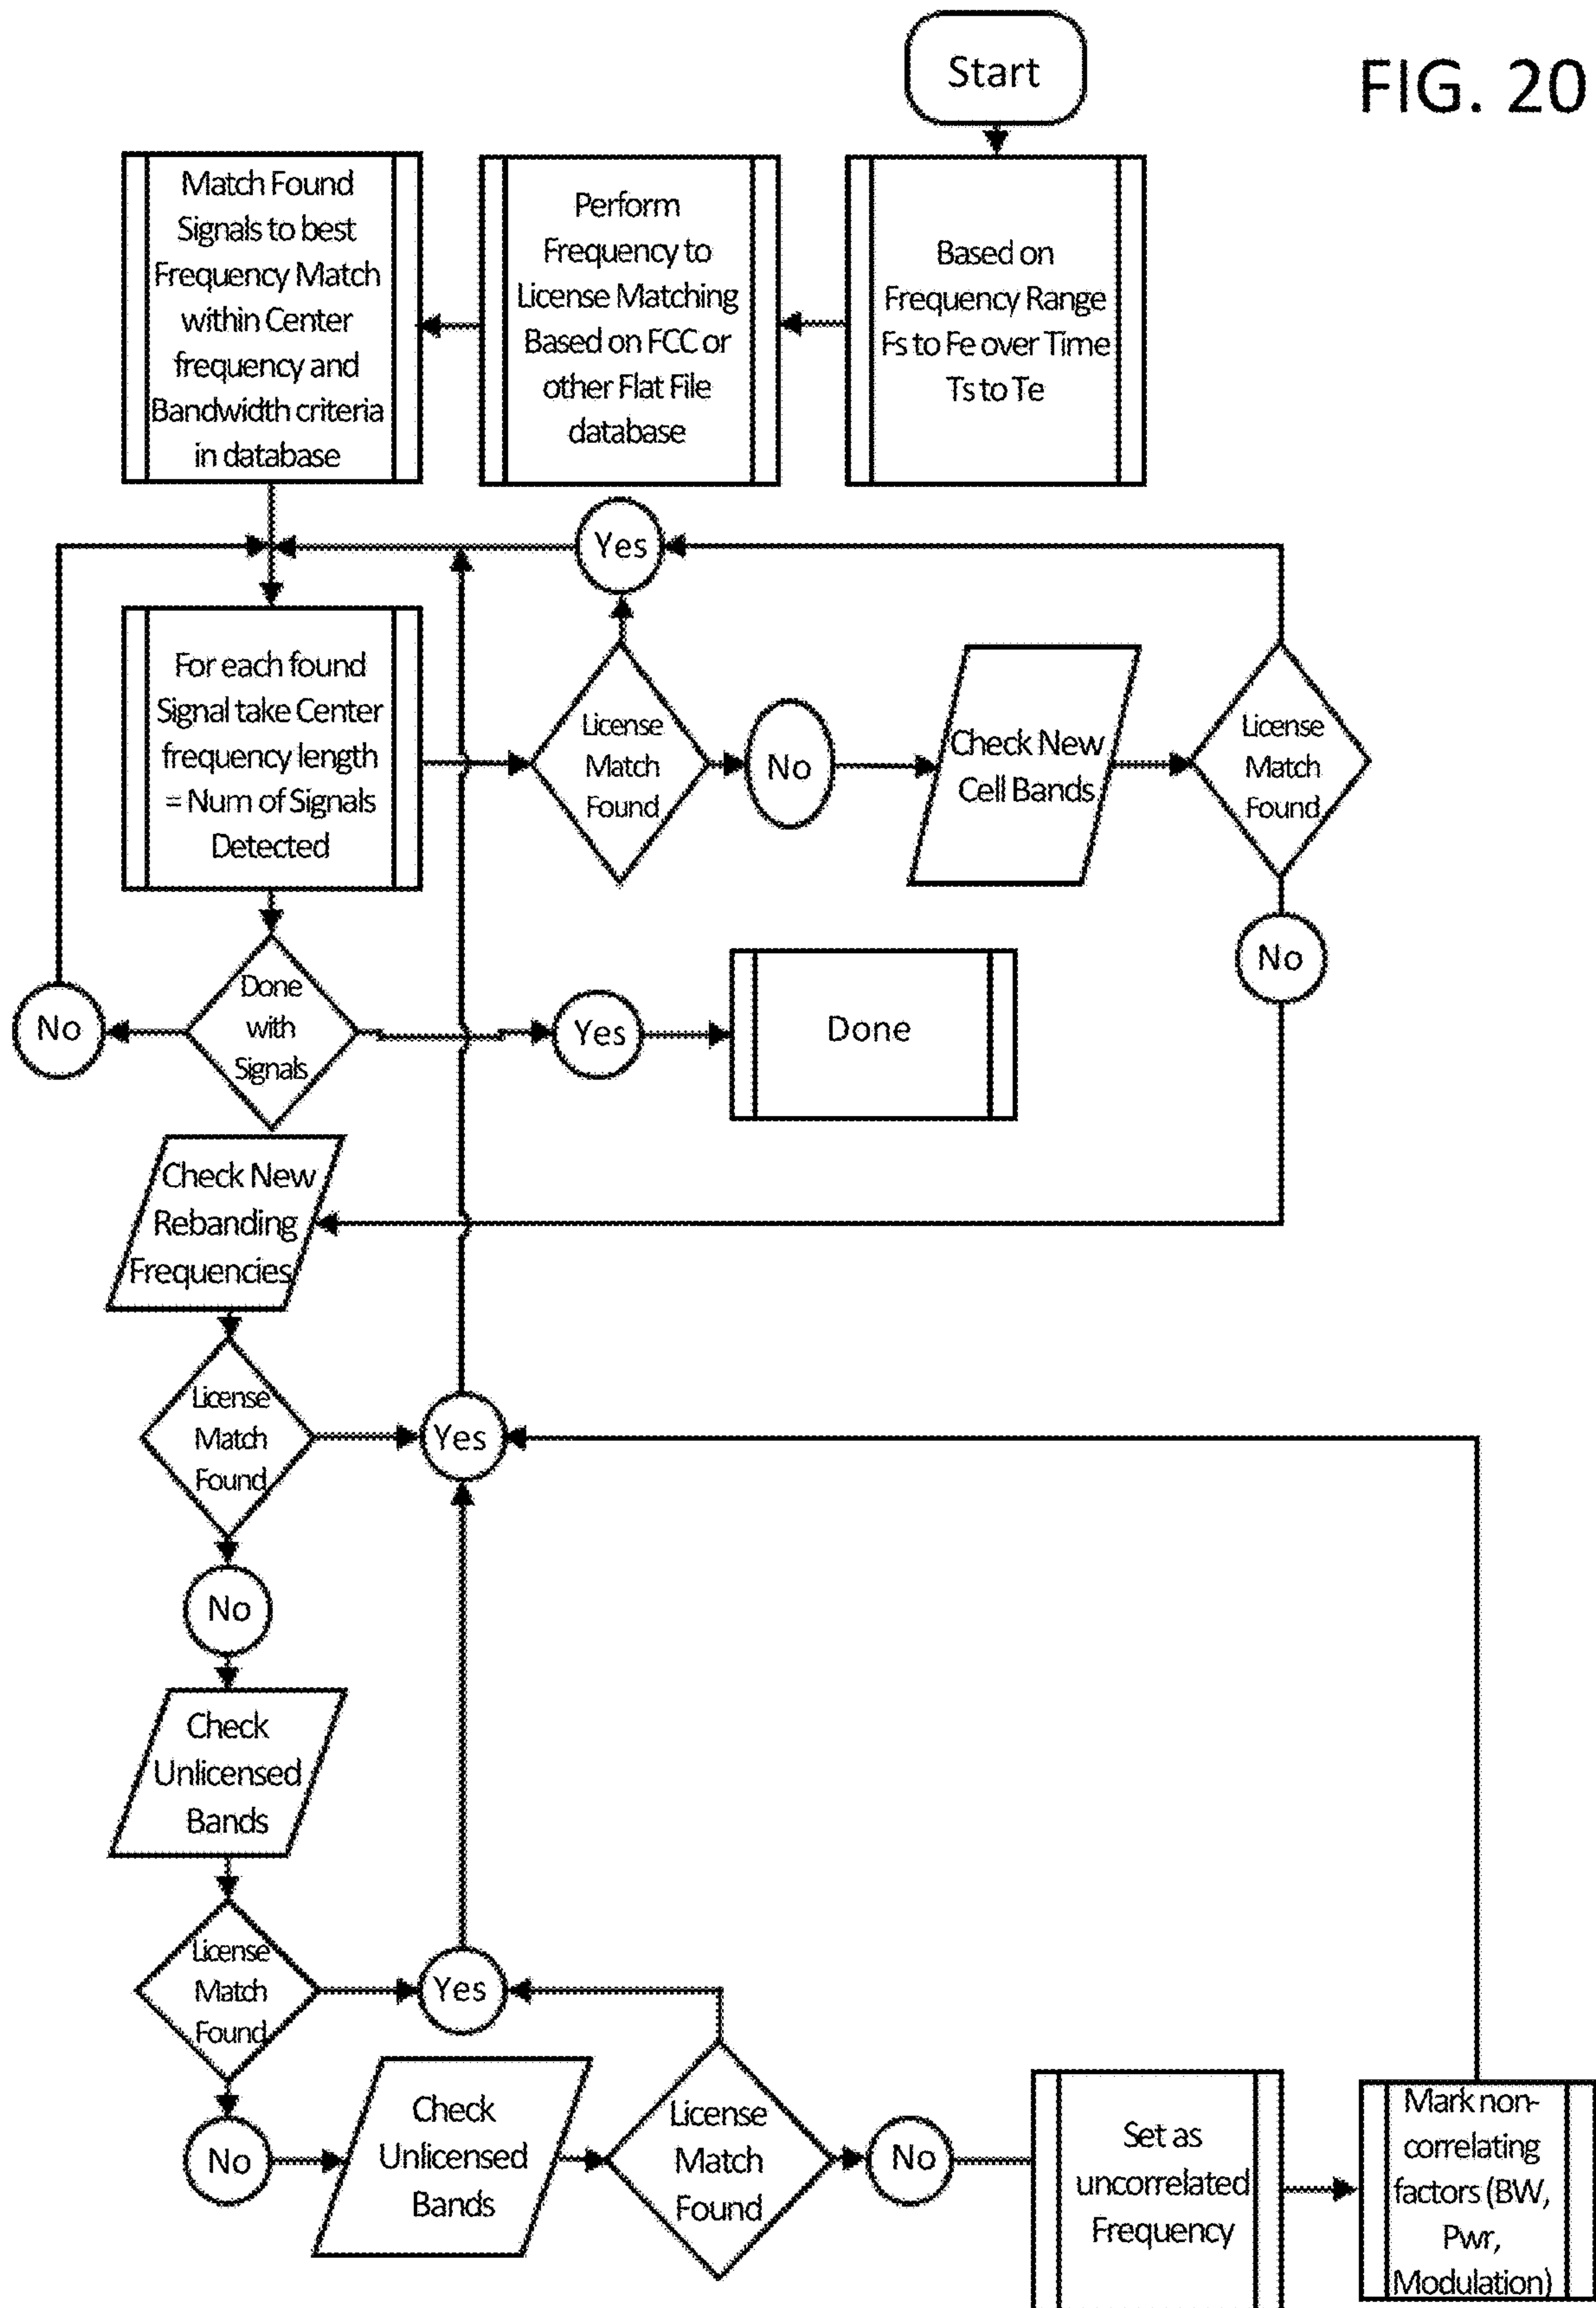 FIG. 20
Start
Match Found
Signals to best
Frequency Match
within Center
frequency and
Bandwidth criteria
in database
Perform
Frequency to
License Matching
Based on FCC or
other Flat File
database
Based on
Frequency Range
Fs to Fe over Time
Ts to Te
Yes
For each found
Signal take Center
frequency length
= Num of Signals
Detected
License
Match
Found
No
Check New
Cell Bands
License
Match
Found
No
No
Done
with
Signals
Yes
Done
Check New
Rebanding
Frequencies
License
Match
Found
Yes
No
Check
Unlicensed
Bands
License
Match
Found
Yes
No
Check
Unlicensed
Bands
License
Match
Found
No
Set as
uncorrelated
Frequency
Mark non-
correlating
factors (BW,
Pwr,
Modulation)